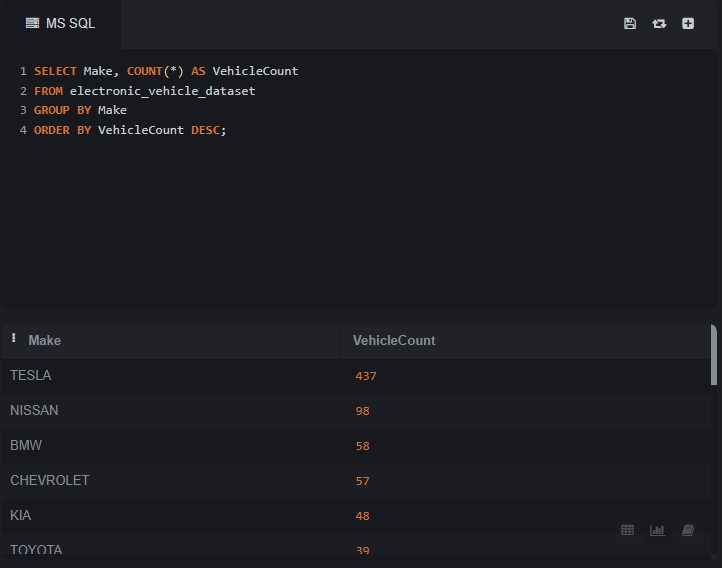 MS SQL
1 SELECT Make, COUNT(*) AS VehicleCount
2 FROM electronic_vehicle_dataset
3 GROUP BY Make
4 ORDER BY VehicleCount DESC;
Make VehicleCount
TESLA 437
NISSAN 98
BMW 58
CHEVROLET 57
KIA 48
TOYOTA 39